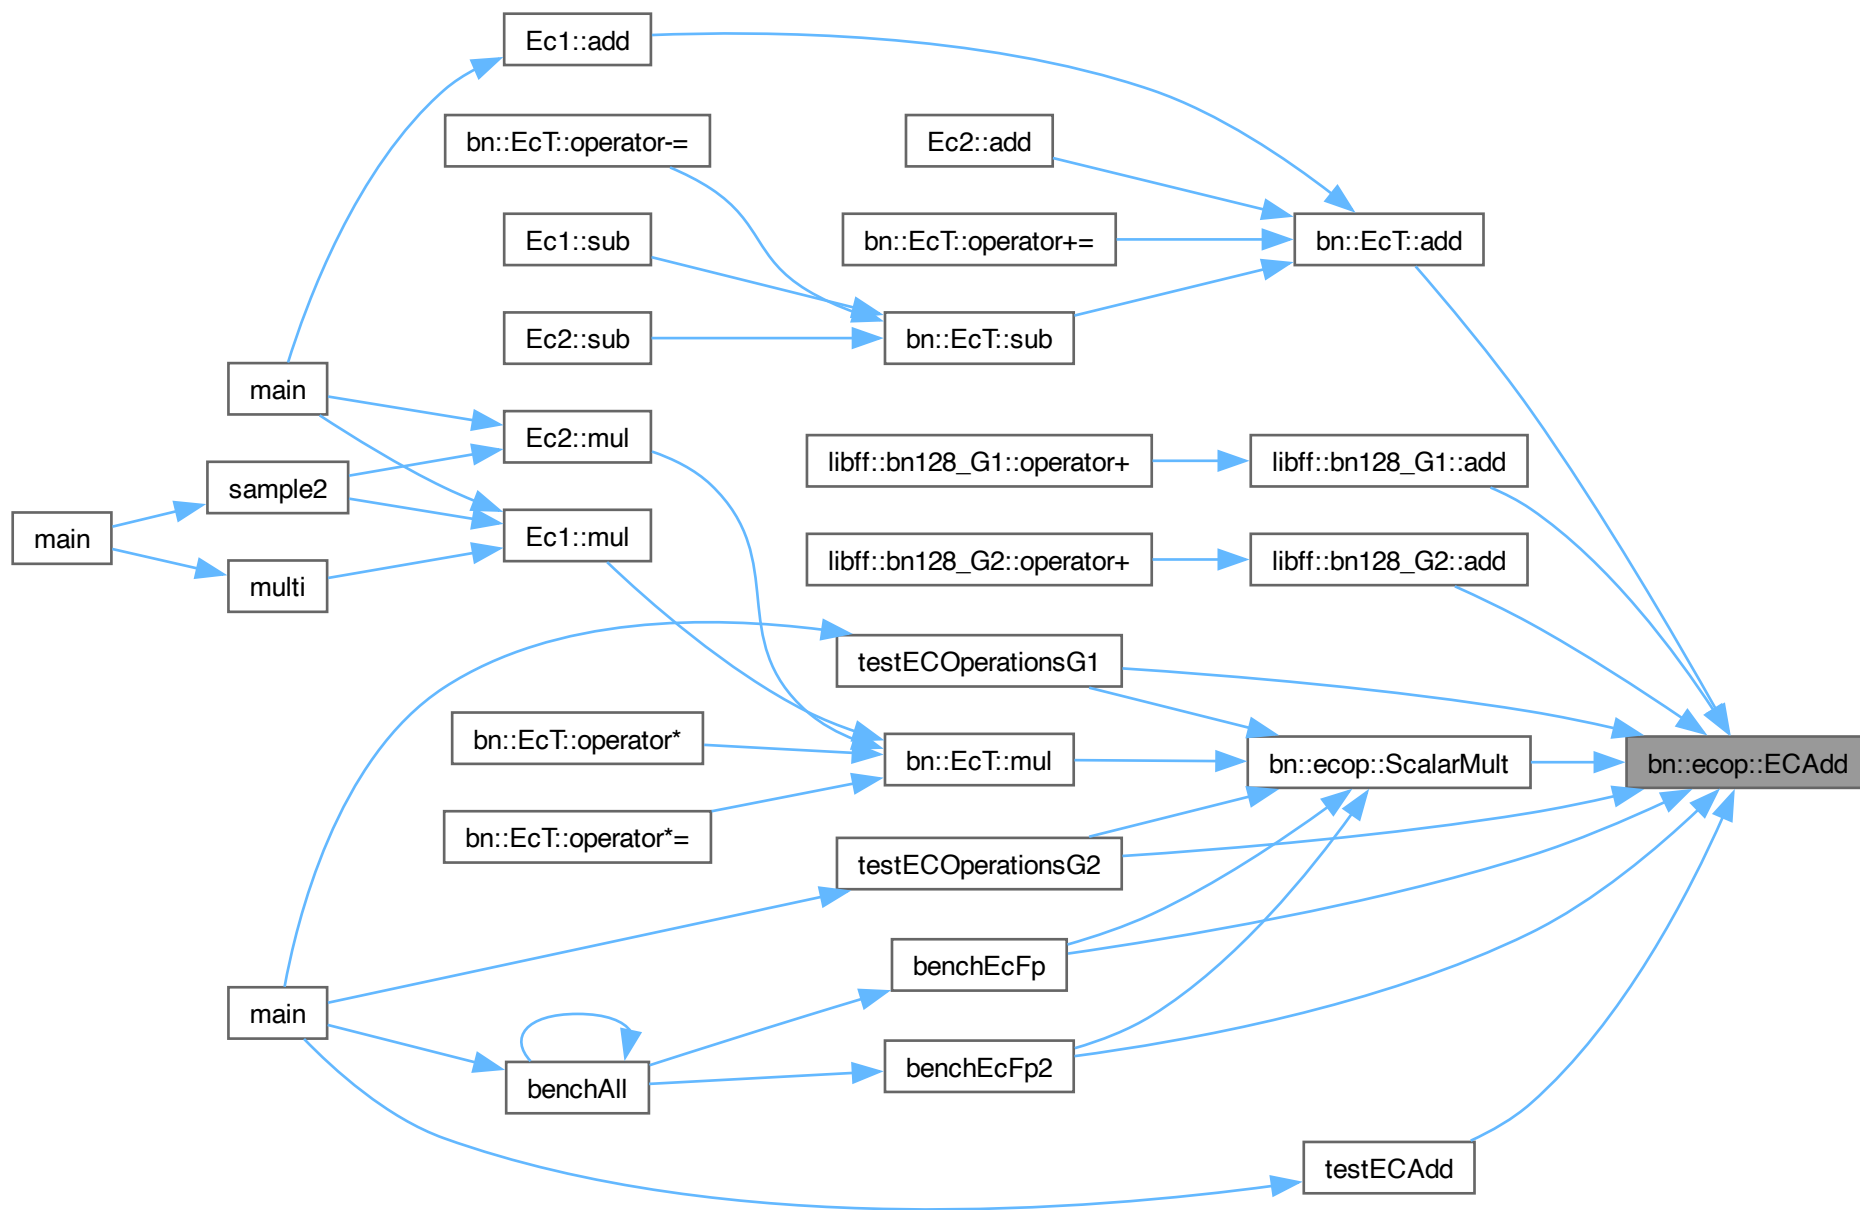 Ec1::add
bn::EcT::operator-=
Ec2::add
Ec1::sub
bn::EcT::operator+=
bn::EcT::add
Ec2::sub
bn::EcT::sub
main
Ec2::mul
libff::bn128_G1::operator+
libff::bn128_G1::add
sample2
main
Ec1::mul
libff::bn128_G2::operator+
libff::bn128_G2::add
multi
testECOperationsG1
bn::EcT::operator*
bn::EcT::mul
bn::ecop::ScalarMult
bn::ecop::ECAdd
bn::EcT::operator*=
testECOperationsG2
benchEcFp
main
benchAll
benchEcFp2
testECAdd